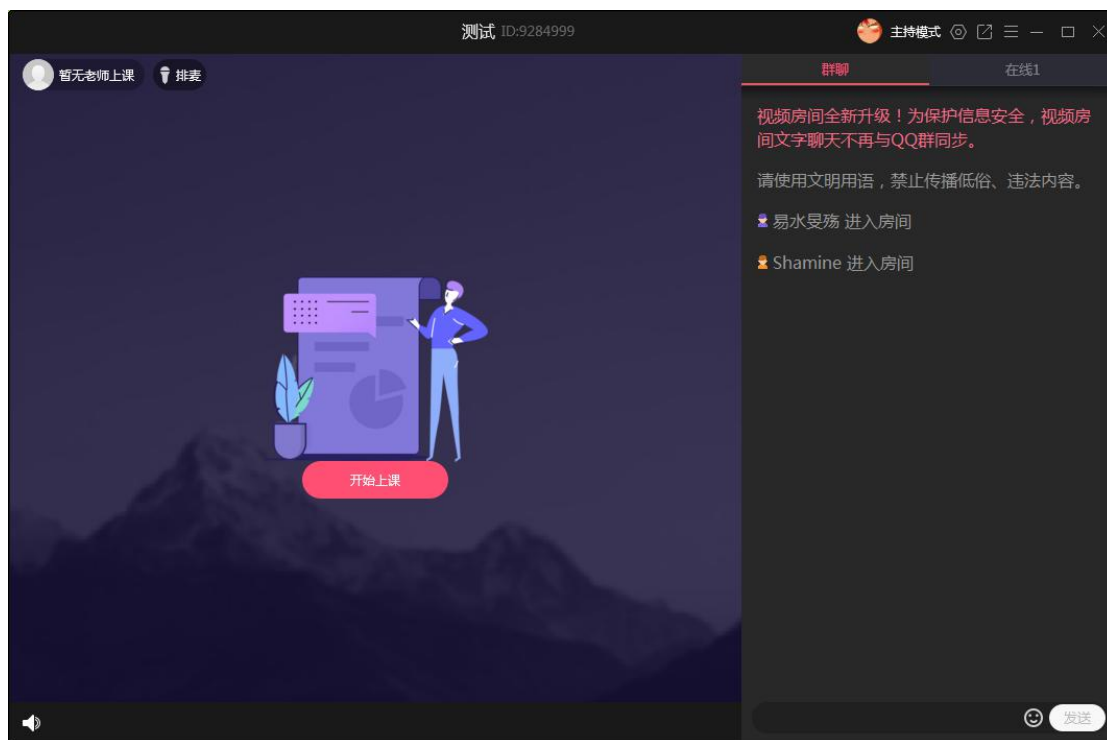 测试 ID:9284999
主持模式
暂无老师上课
排麦
群聊
在线1
视频房间全新升级！为保护信息安全，视频房
间文字聊天不再与QQ群同步。
请使用文明用语，禁止传播低俗、违法内容。
易水旻殇 进入房间
Shamine 进入房间
开始上课
发送